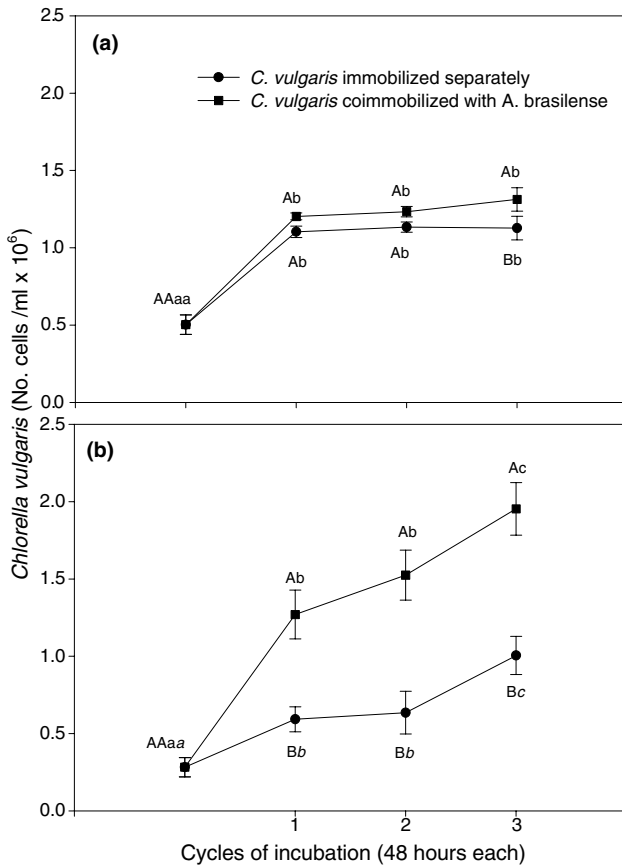 2.5
(a)
C. vulgaris immobilized separately
2.0
C. vulgaris coimmobilized with A. brasilense
1.5
Ab
Ab
Ab
1.0
Ab
Ab
Bb
AAaa
0.5
0.0
Chlorella vulgaris (No. cells /ml x 10⁶)
2.5
(b)
Ac
2.0
Ab
Ab
1.5
1.0
Bc
AAaa
0.5
Bb
Bb
0.0
1 2 3
Cycles of incubation (48 hours each)